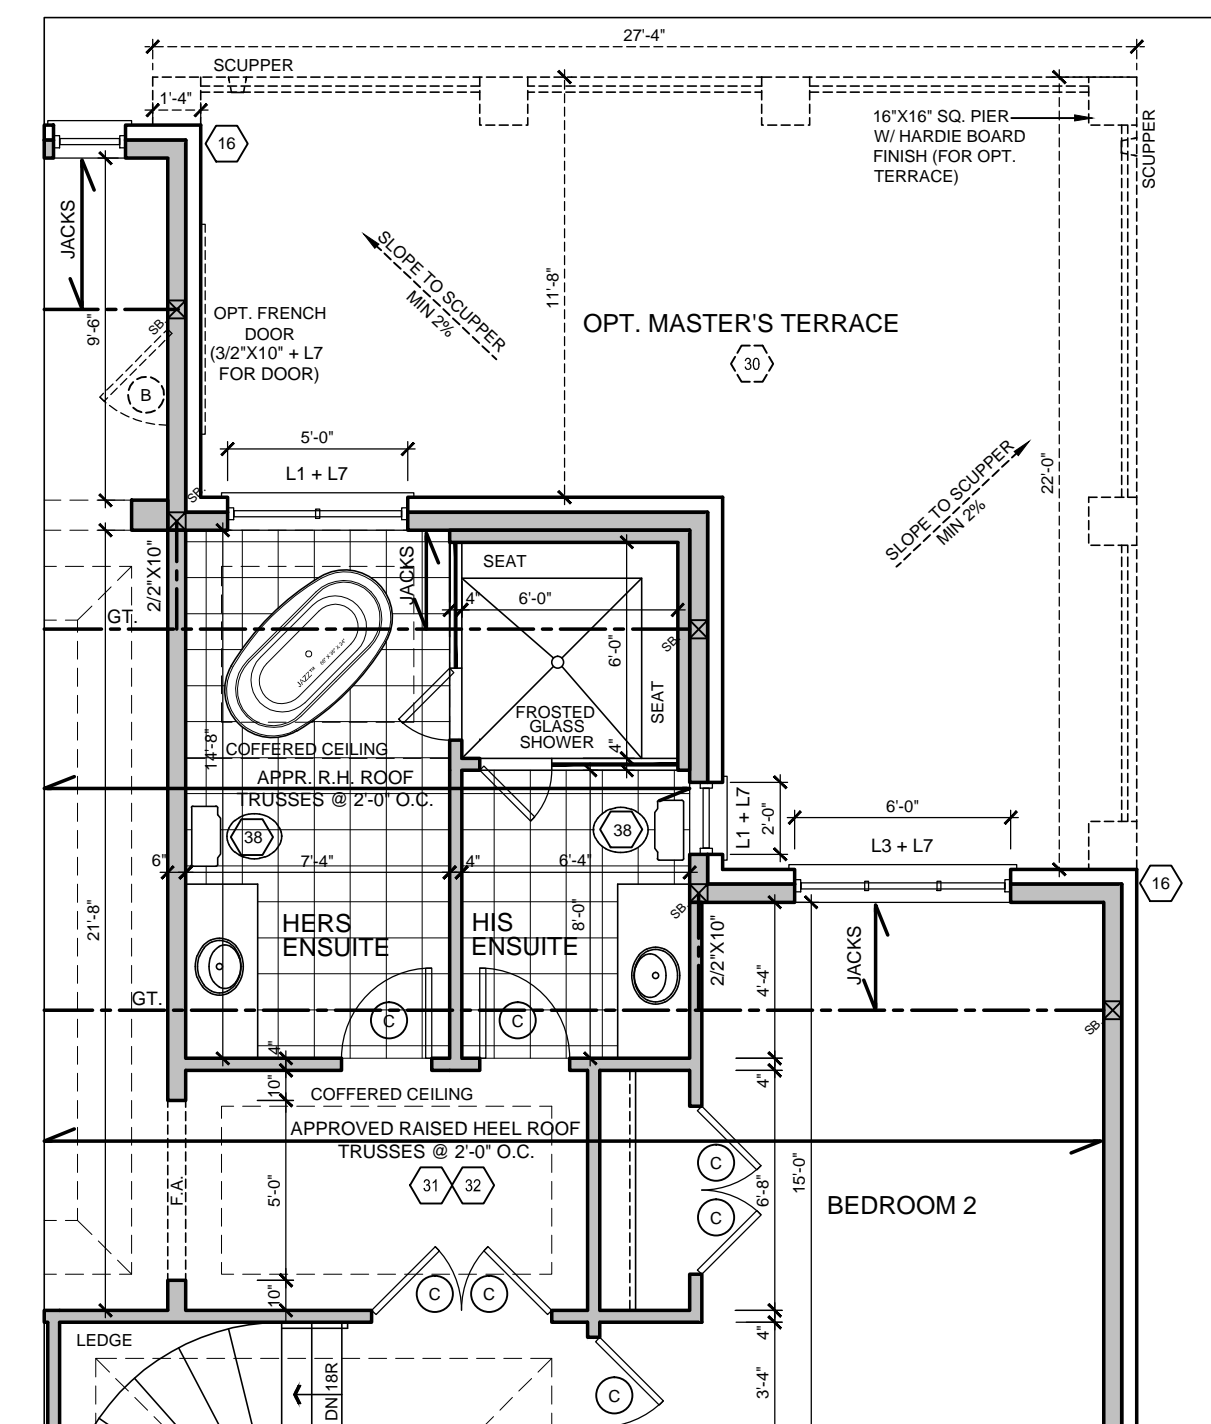 27'-4"
SCUPPER
1'-4"
16
16"X16" SQ. PIER
W/ HARDIE BOARD
FINISH (FOR OPT.
TERRACE)
SCUPPER
JACKS
SLOPE TO SCUPPER
MIN 2%
11'-8"
9'-6"
SB.
OPT. FRENCH
DOOR
(3/2"X10" + L7
FOR DOOR)
OPT. MASTER'S TERRACE
30
B
5'-0"
L1 + L7
SLOPE TO SCUPPER
MIN 2%
22'-0"
SB.
2/2"X10"
GT.
JACKS
SEAT
4"
6'-0"
6'-0"
SB.
SEAT
JAZZ™
FROSTED
GLASS
SHOWER
4"
14'-8"
COFFERED CEILING
APPR. R.H. ROOF
TRUSSES @ 2'-0" O.C.
L1 + L7
2'-0"
6'-0"
L3 + L7
38
38
6"
7'-4"
4"
6'-4"
16
21'-8"
HERS
ENSUITE
HIS
ENSUITE
8'-0"
SB.
2/2"X10"
4'-4"
JACKS
GT.
C
C
SB.
4"
10"
4"
COFFERED CEILING
APPROVED RAISED HEEL ROOF
TRUSSES @ 2'-0" O.C.
31
32
F.A.
5'-0"
C
C
6'-8"
15'-0"
BEDROOM 2
10"
C
C
LEDGE
4"
DN 18R
C
3'-4"